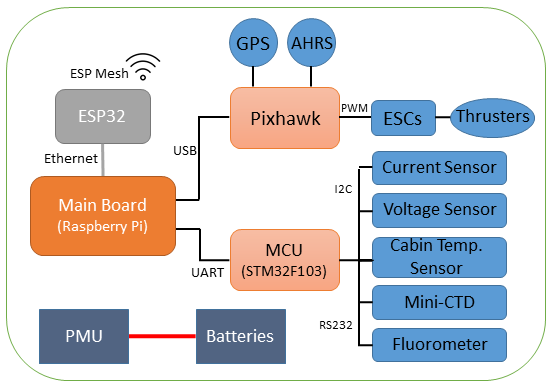 GPS
AHRS
ESP Mesh
ESP32
Pixhawk
PWM
ESCs
Thrusters
Ethernet
USB
Main Board
(Raspberry Pi)
UART
MCU
(STM32F103)
I2C
RS232
Current Sensor
Voltage Sensor
Cabin Temp.
Sensor
Mini-CTD
Fluorometer
PMU
Batteries